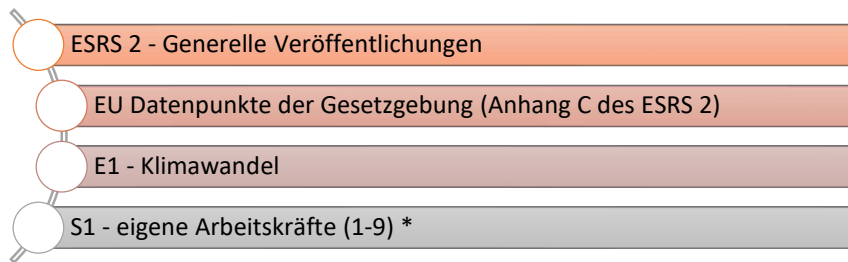 ESRS 2 - Generelle Veröffentlichungen
EU Datenpunkte der Gesetzgebung (Anhang C des ESRS 2)
E1 - Klimawandel
S1 - eigene Arbeitskräfte (1-9) *